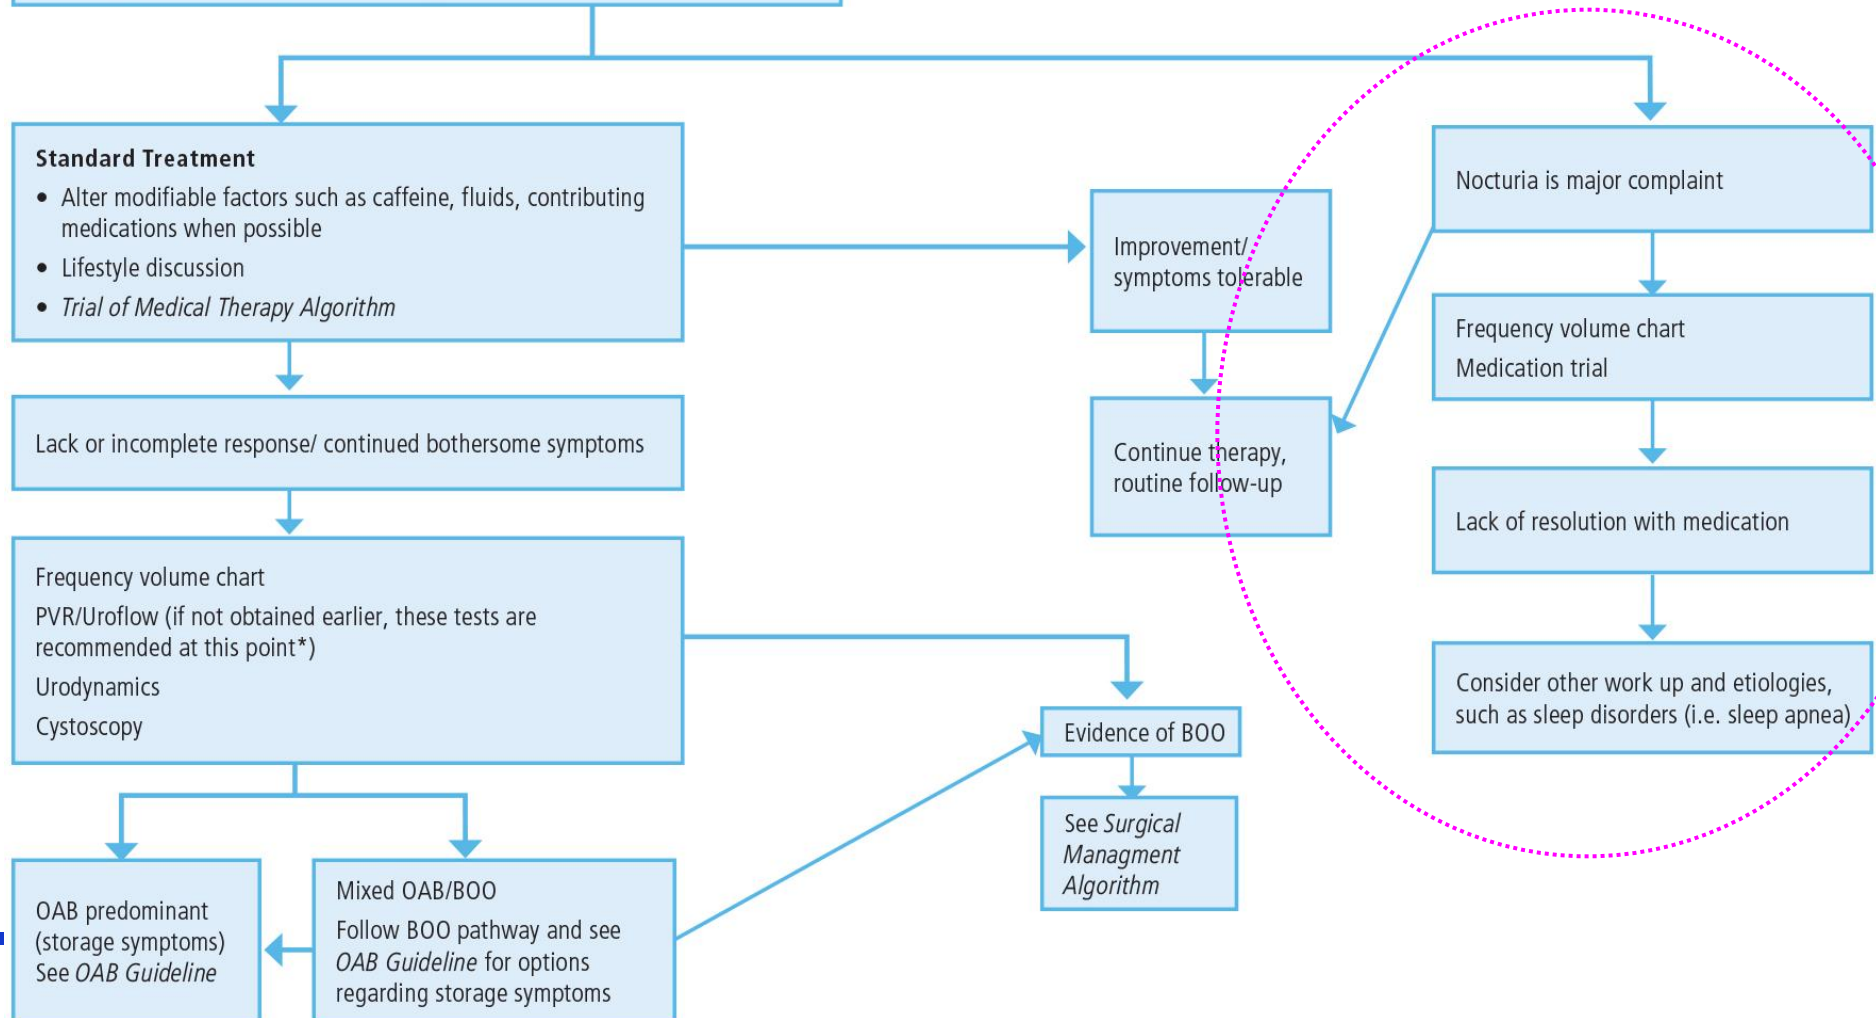 Standard Treatment
• Alter modifiable factors such as caffeine, fluids, contributing
medications when possible
• Lifestyle discussion
• Trial of Medical Therapy Algorithm
Lack or incomplete response/ continued bothersome symptoms
Frequency volume chart
PVR/Uroflow (if not obtained earlier, these tests are
recommended at this point*)
Urodynamics
Cystoscopy
OAB predominant
(storage symptoms)
See OAB Guideline
Mixed OAB/BOO
Follow BOO pathway and see
OAB Guideline for options
regarding storage symptoms
Improvement/
symptoms tolerable
Continue therapy,
routine follow-up
Evidence of BOO
See Surgical
Managment
Algorithm
Nocturia is major complaint
Frequency volume chart
Medication trial
Lack of resolution with medication
Consider other work up and etiologies,
such as sleep disorders (i.e. sleep apnea)